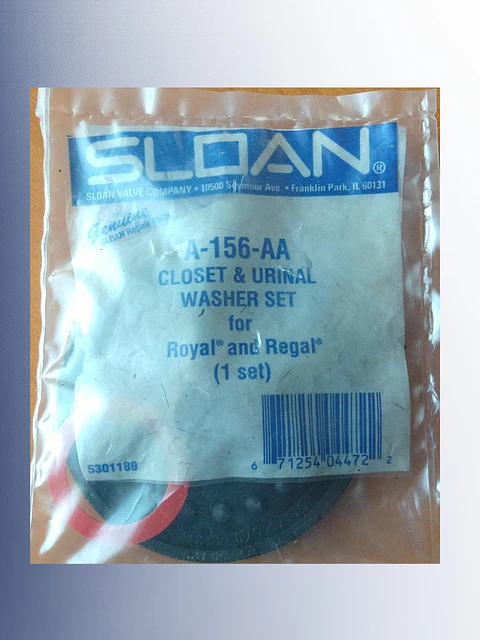 SLOAN®
SLOAN VALVE COMPANY • 10500 Seymour Ave. • Franklin Park, IL 60131
Genuine
SLOAN Repair Parts
A-156-AA
CLOSET & URINAL
WASHER SET
for
Royal® and Regal®
(1 set)
5301189
6 71254 04472 2